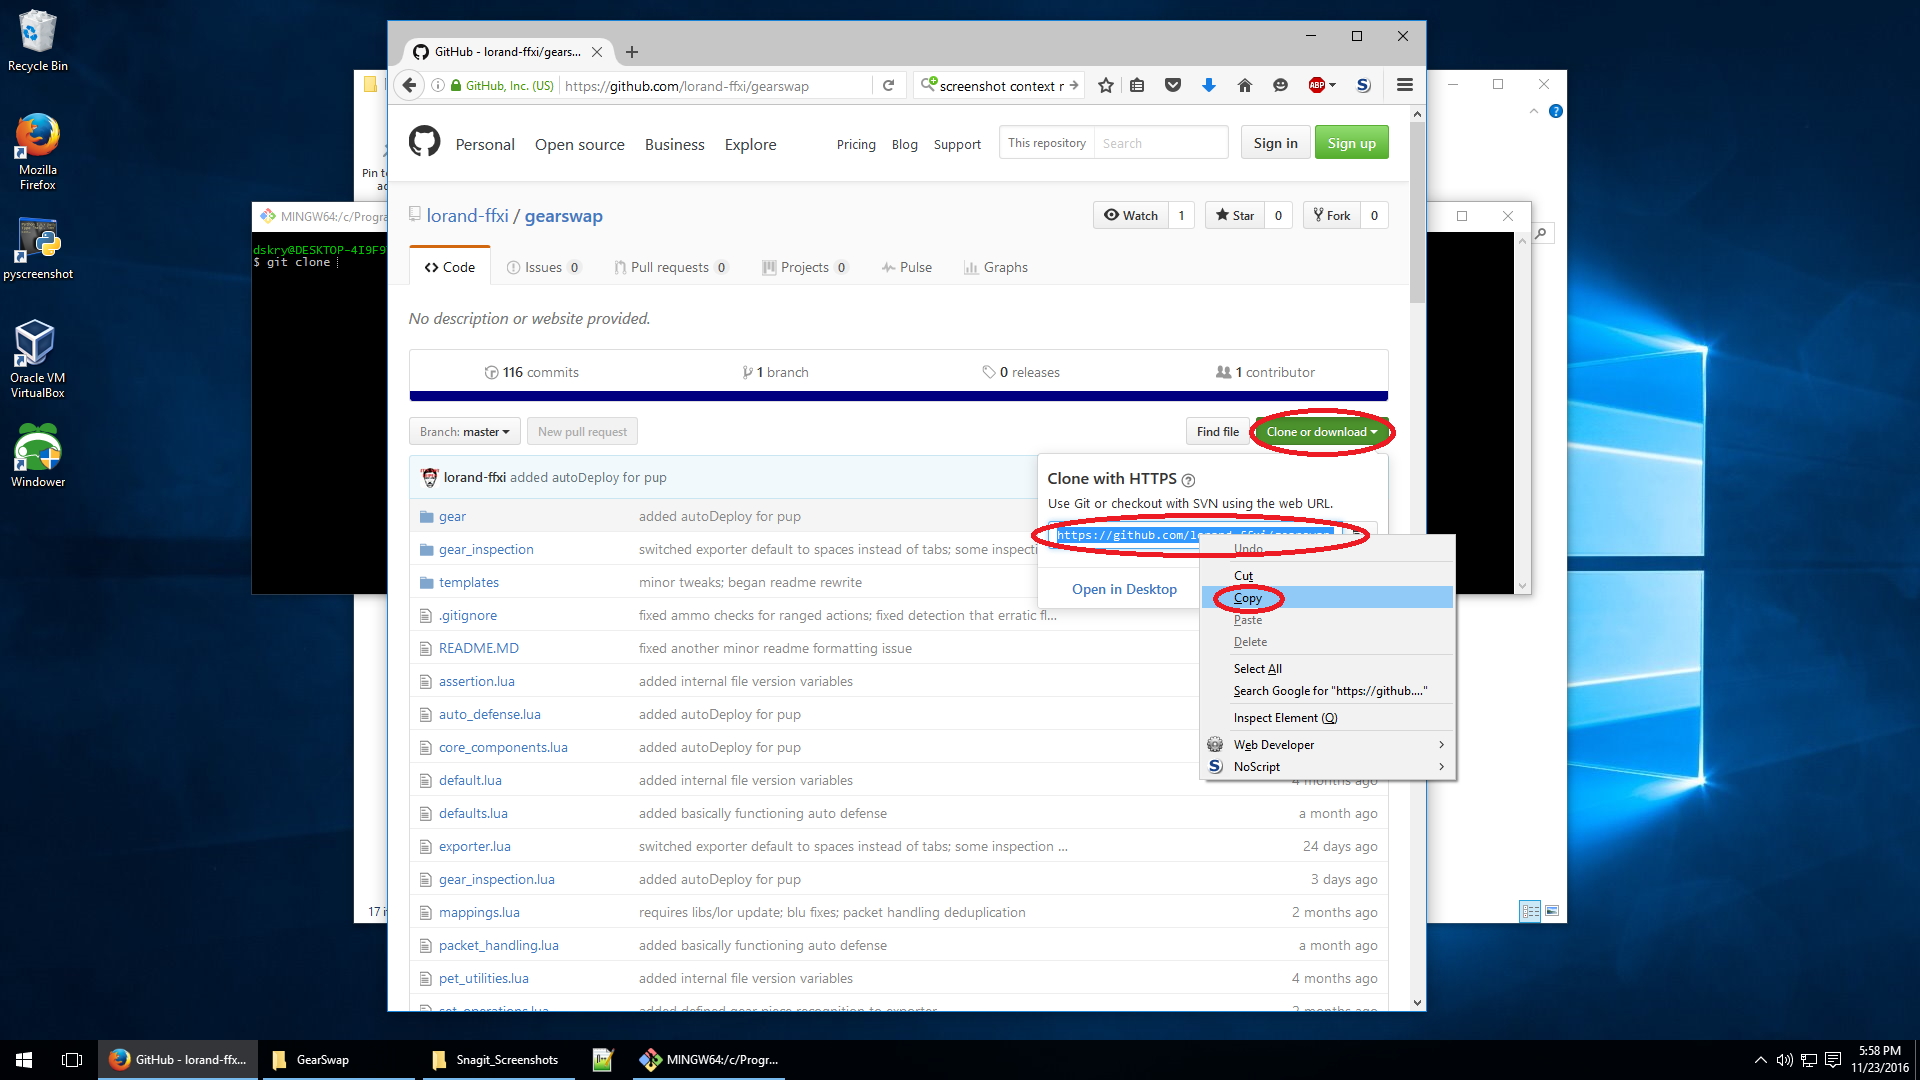 Recycle Bin
Mozilla
Firefox
pyscreenshot
Oracle VM
VirtualBox
Windower
GitHub - lorand-ffxi/gears...
GitHub, Inc. (US)
https://github.com/lorand-ffxi/gearswap
screenshot context r
ABP
Personal Open source Business Explore
Pricing Blog Support
This repository Search
Sign in Sign up
Pin to
MINGW64:/c/Progra
dskry@DESKTOP-4I9F9
$ git clone
lorand-ffxi / gearswap
Watch 1
Star 0
Fork 0
Code
Issues 0
Pull requests 0
Projects 0
Pulse
Graphs
No description or website provided.
116 commits
1 branch
0 releases
1 contributor
Branch: master
New pull request
Find file
Clone or download
lorand-ffxi added autoDeploy for pup
Clone with HTTPS
Use Git or checkout with SVN using the web URL.
https://github.com/lorand-ffxi/gearswap
Open in Desktop
Undo
Cut
Copy
Paste
Delete
Select All
Search Google for "https://github...."
Inspect Element (Q)
Web Developer
NoScript
gear added autoDeploy for pup
gear_inspection switched exporter default to spaces instead of tabs; some inspecti
templates minor tweaks; began readme rewrite
.gitignore fixed ammo checks for ranged actions; fixed detection that erratic fl...
README.MD fixed another minor readme formatting issue
assertion.lua added internal file version variables
auto_defense.lua added autoDeploy for pup
core_components.lua added autoDeploy for pup
default.lua added internal file version variables 4 months ago
defaults.lua added basically functioning auto defense a month ago
exporter.lua switched exporter default to spaces instead of tabs; some inspection ... 24 days ago
gear_inspection.lua added autoDeploy for pup 3 days ago
mappings.lua requires libs/lor update; blu fixes; packet handling deduplication 2 months ago
packet_handling.lua added basically functioning auto defense a month ago
pet_utilities.lua added internal file version variables 4 months ago
set_operations.lua added defined gear piece recognition to exporter 2 months ago
17 it
GitHub - lorand-ffx...
GearSwap
Snagit_Screenshots
MINGW64:/c/Progr...
5:58 PM
11/23/2016